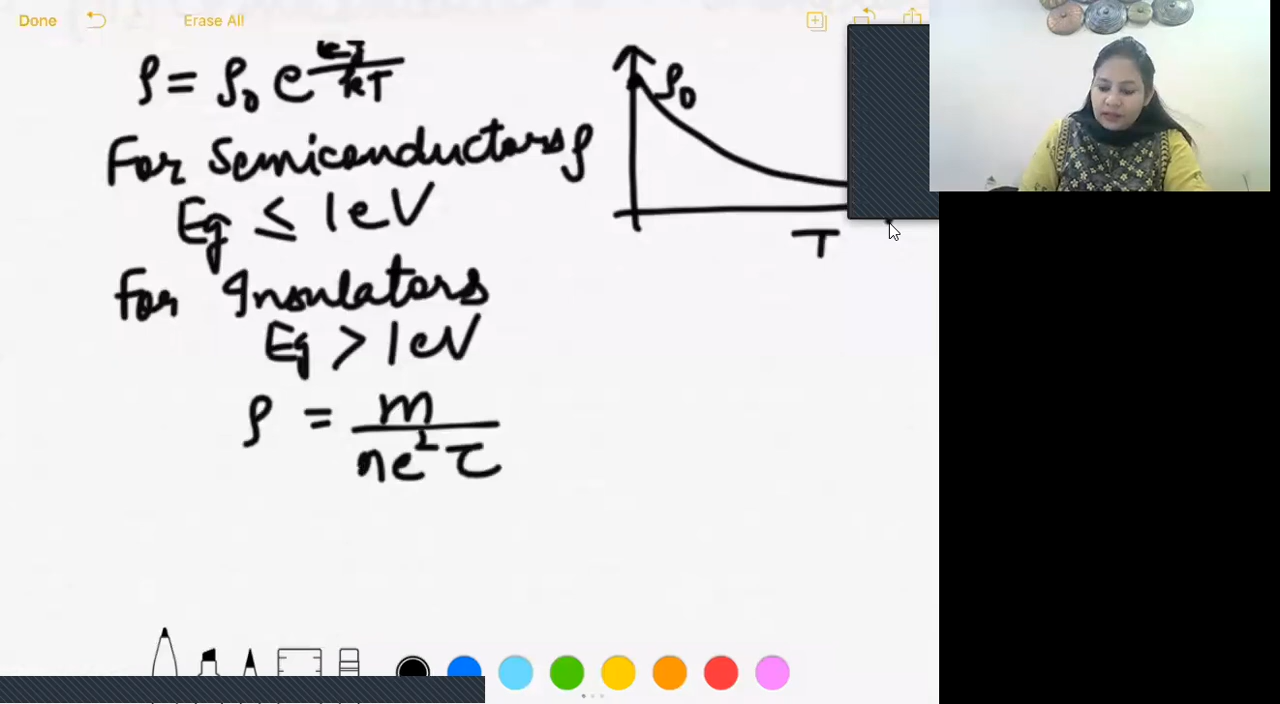 Done
Erase All
ρ = ρ₀ e^(Eg/kT)
For Semiconductors
Eg ≤ 1eV
For Insulators
Eg > 1eV
ρ = m/(ne²τ)
ρ
ρ₀
T